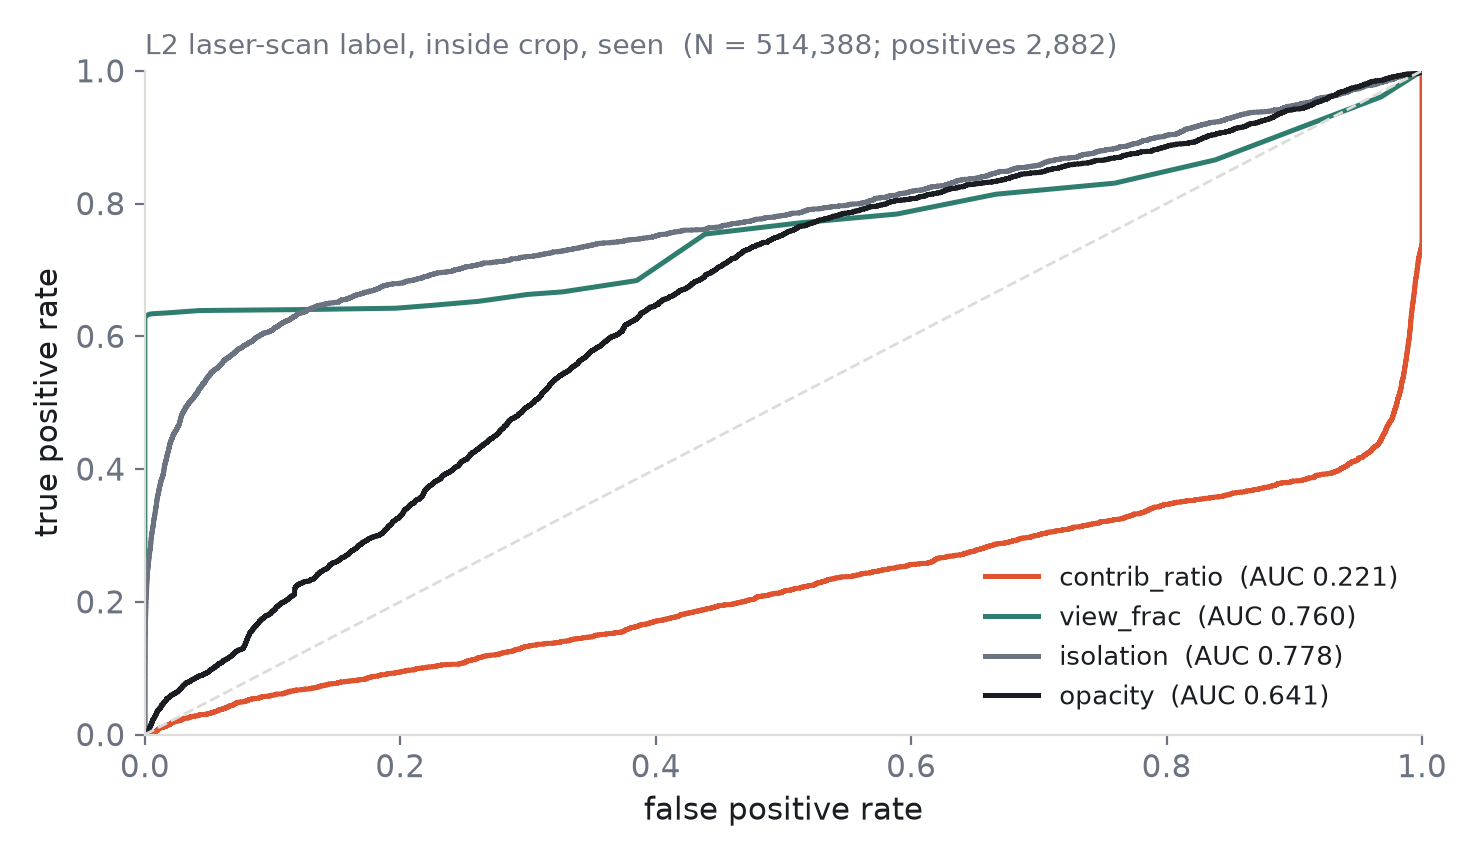 L2 laser-scan label, inside crop, seen  (N = 514,388; positives 2,882)
1.0
0.8
0.6
0.4
0.2
0.0
true positive rate
0.0 0.2 0.4 0.6 0.8 1.0
false positive rate
contrib_ratio  (AUC 0.221)
view_frac  (AUC 0.760)
isolation  (AUC 0.778)
opacity  (AUC 0.641)